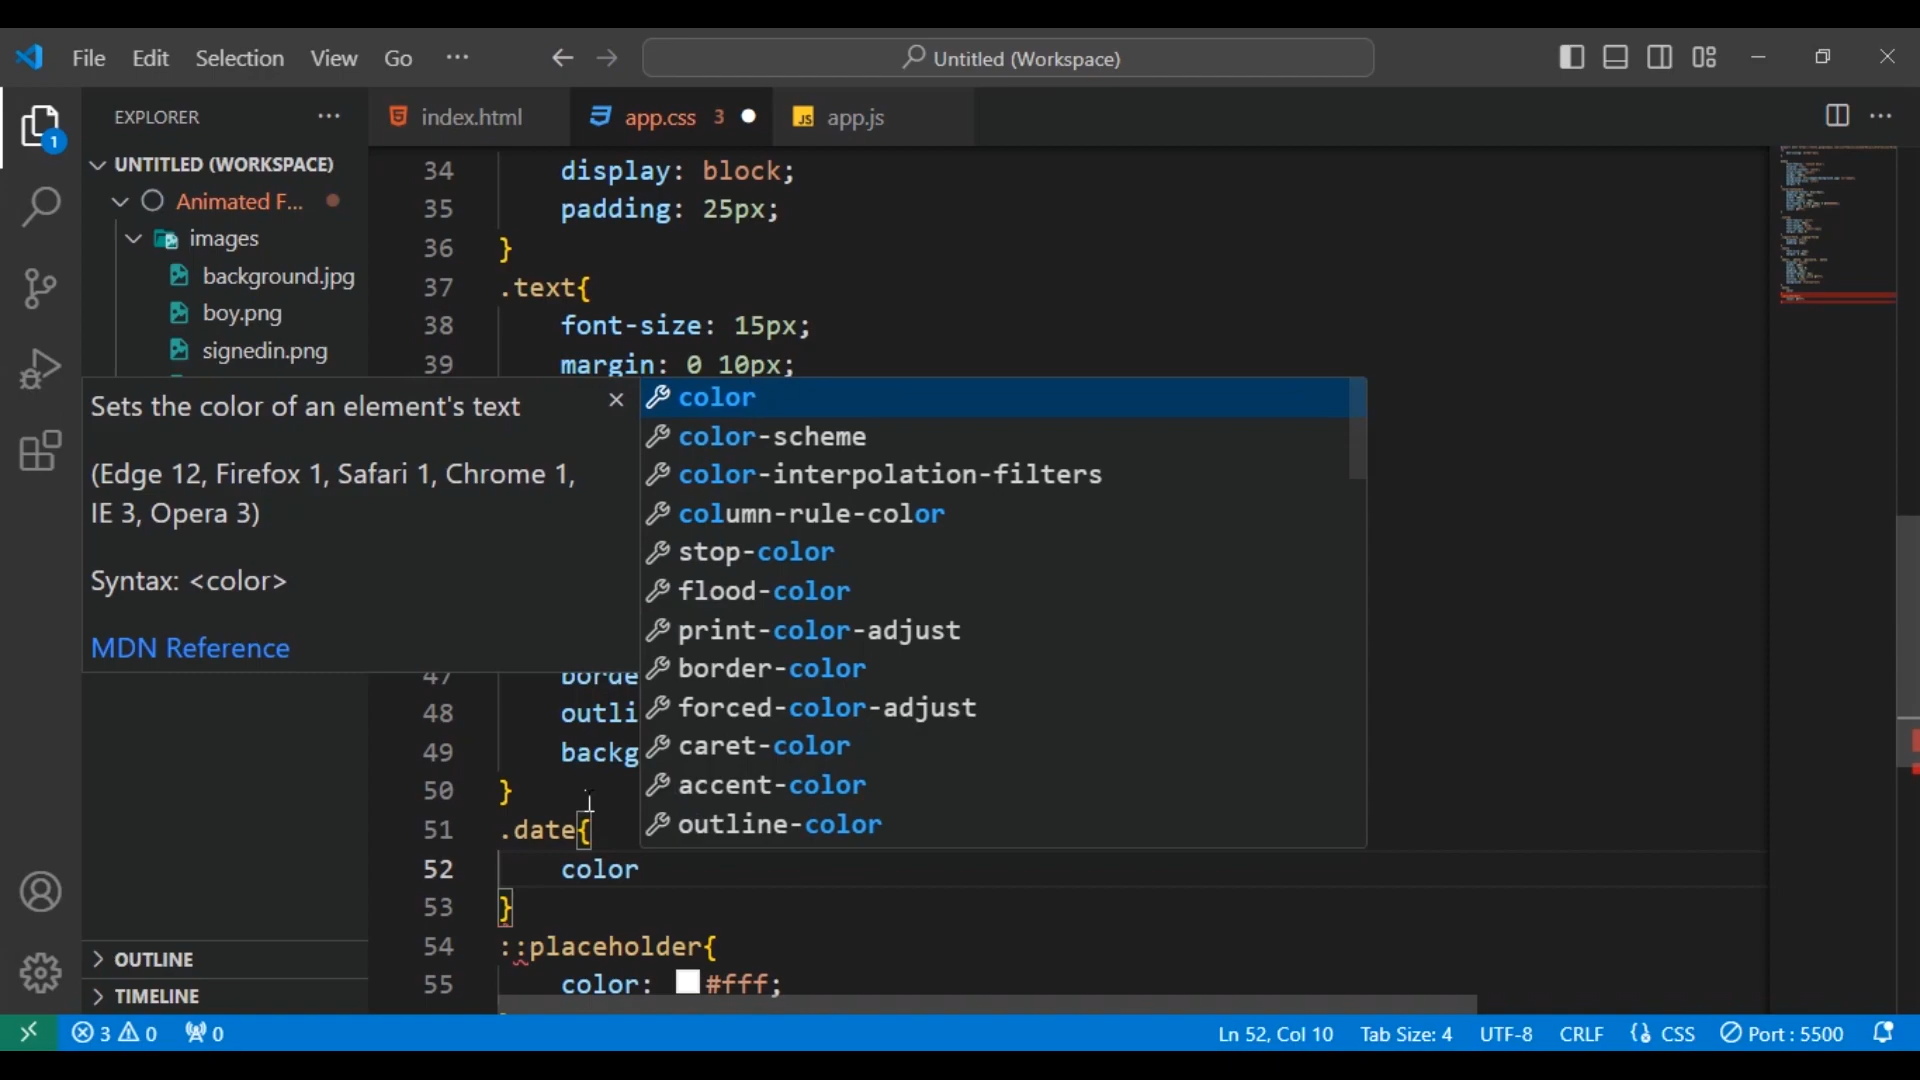 File Edit Selection View Go ··· Untitled (Workspace)
EXPLORER ··· index.html app.css 3 JS app.js ···
UNTITLED (WORKSPACE)
Animated F...
images
background.jpg
boy.png
signedin.png
34 display: block;
35 padding: 25px;
36 }
37 .text{
38 font-size: 15px;
39 margin: 0 10px;
Sets the color of an element's text
(Edge 12, Firefox 1, Safari 1, Chrome 1,
IE 3, Opera 3)
Syntax: <color>
MDN Reference
color
color-scheme
color-interpolation-filters
column-rule-color
stop-color
flood-color
print-color-adjust
border-color
forced-color-adjust
caret-color
accent-color
outline-color
47 borde
48 outli
49 backg
50 }
51 .date{
52 color
53 }
54 ::placeholder{
55 color: #fff;
1
OUTLINE
TIMELINE
3 0 0 Ln 52, Col 10 Tab Size: 4 UTF-8 CRLF CSS Port : 5500